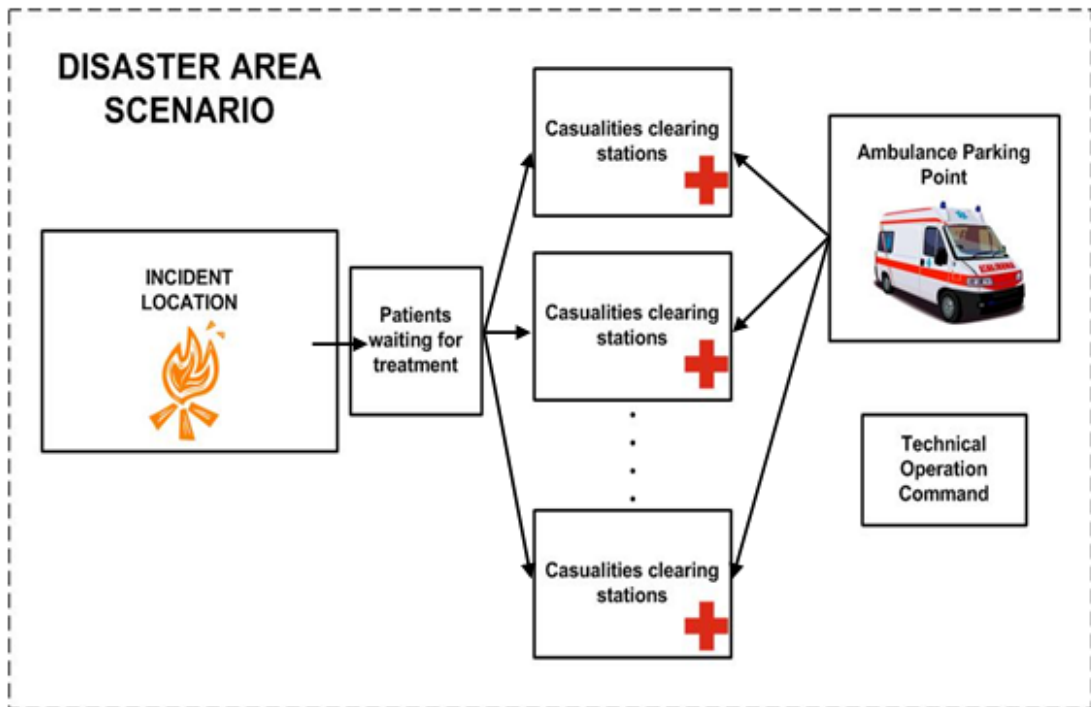 DISASTER AREA
SCENARIO
INCIDENT
LOCATION
Patients
waiting for
treatment
Casualities clearing
stations
Casualities clearing
stations
Casualities clearing
stations
Ambulance Parking
Point
Technical
Operation
Command